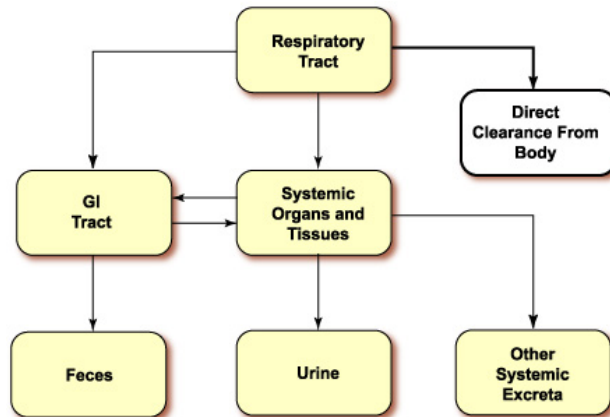 Respiratory
Tract
Direct
Clearance From
Body
GI
Tract
Systemic
Organs and
Tissues
Feces
Urine
Other
Systemic
Excreta